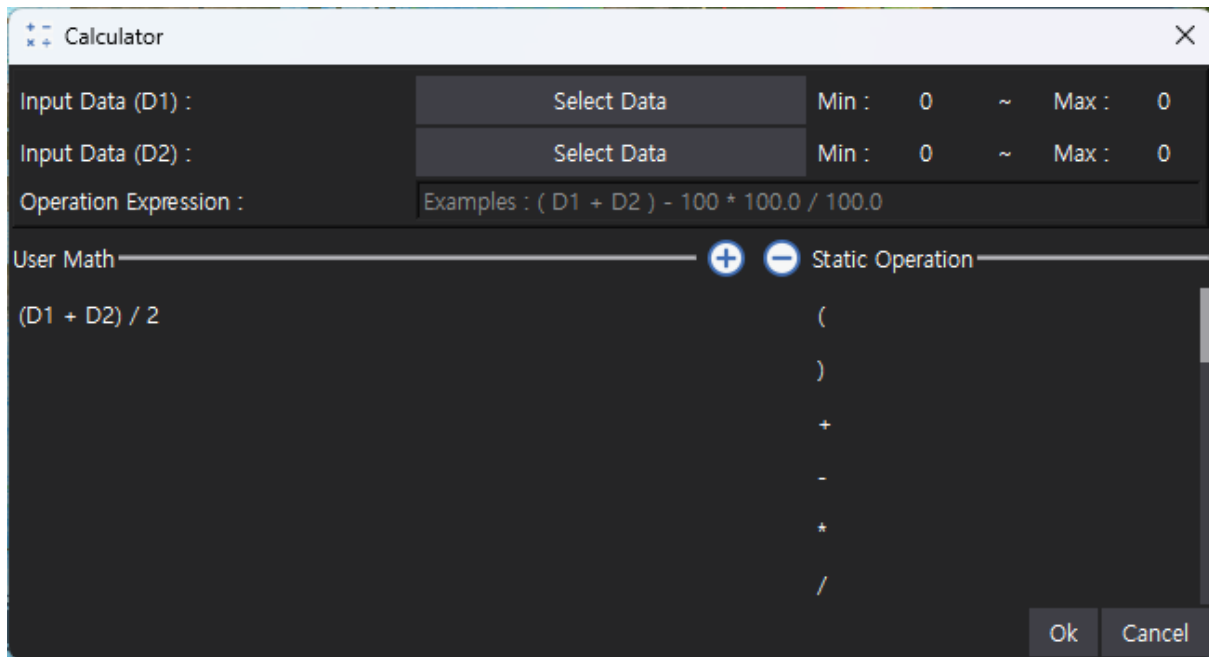 Calculator
Input Data (D1) : Select Data Min : 0 ~ Max : 0
Input Data (D2) : Select Data Min : 0 ~ Max : 0
Operation Expression : Examples : ( D1 + D2 ) - 100 * 100.0 / 100.0
User Math Static Operation
(D1 + D2) / 2 (
)
+
-
*
/
Ok Cancel